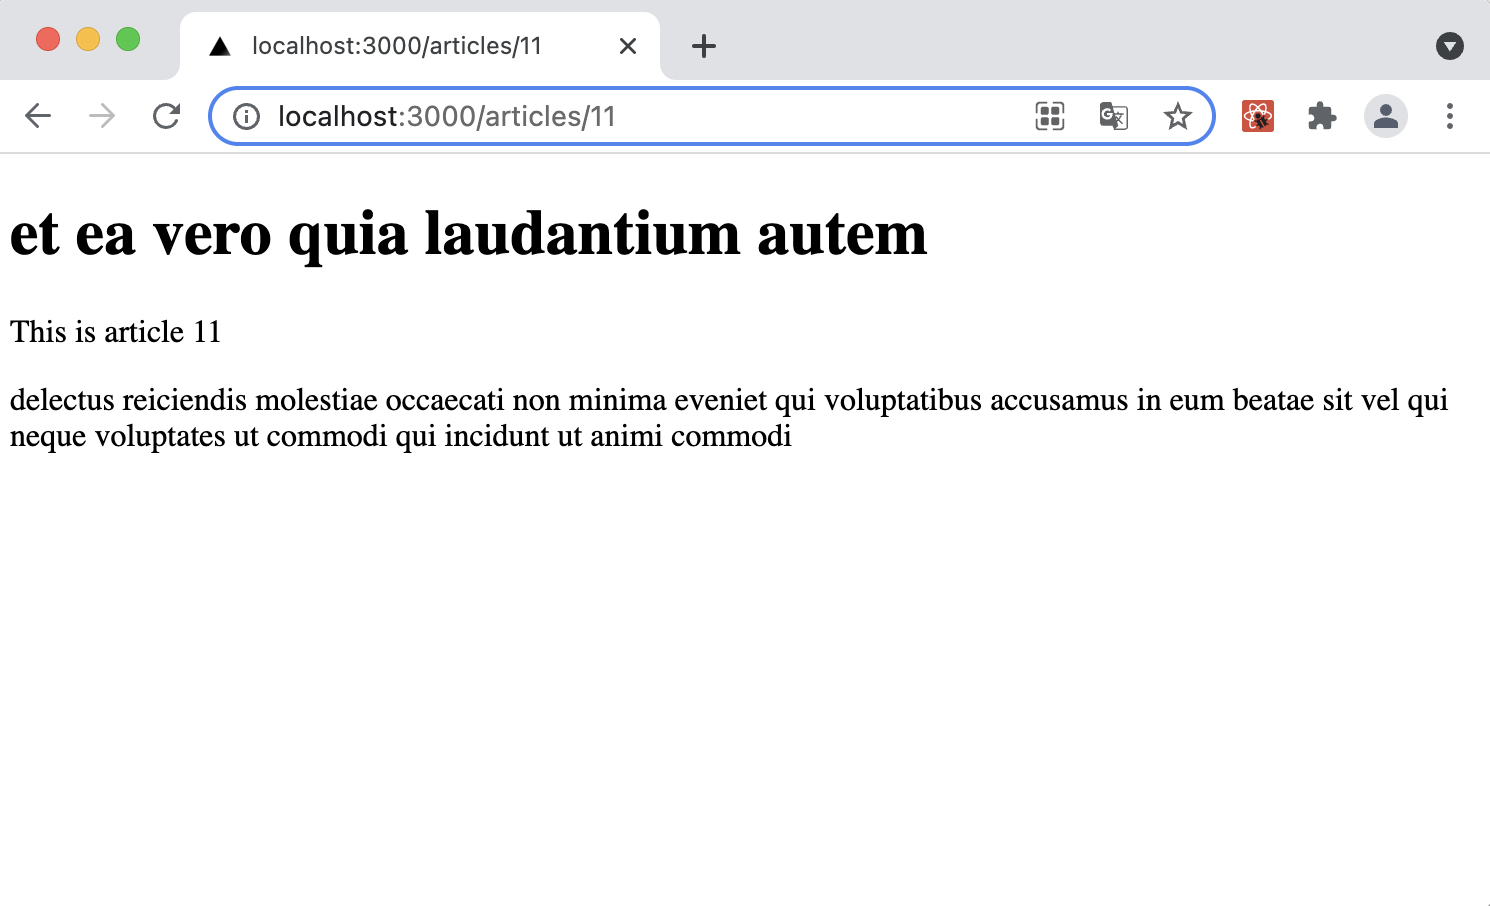 localhost:3000/articles/11
localhost:3000/articles/11
et ea vero quia laudantium autem
This is article 11
delectus reiciendis molestiae occaecati non minima eveniet qui voluptatibus accusamus in eum beatae sit vel qui
neque voluptates ut commodi qui incidunt ut animi commodi